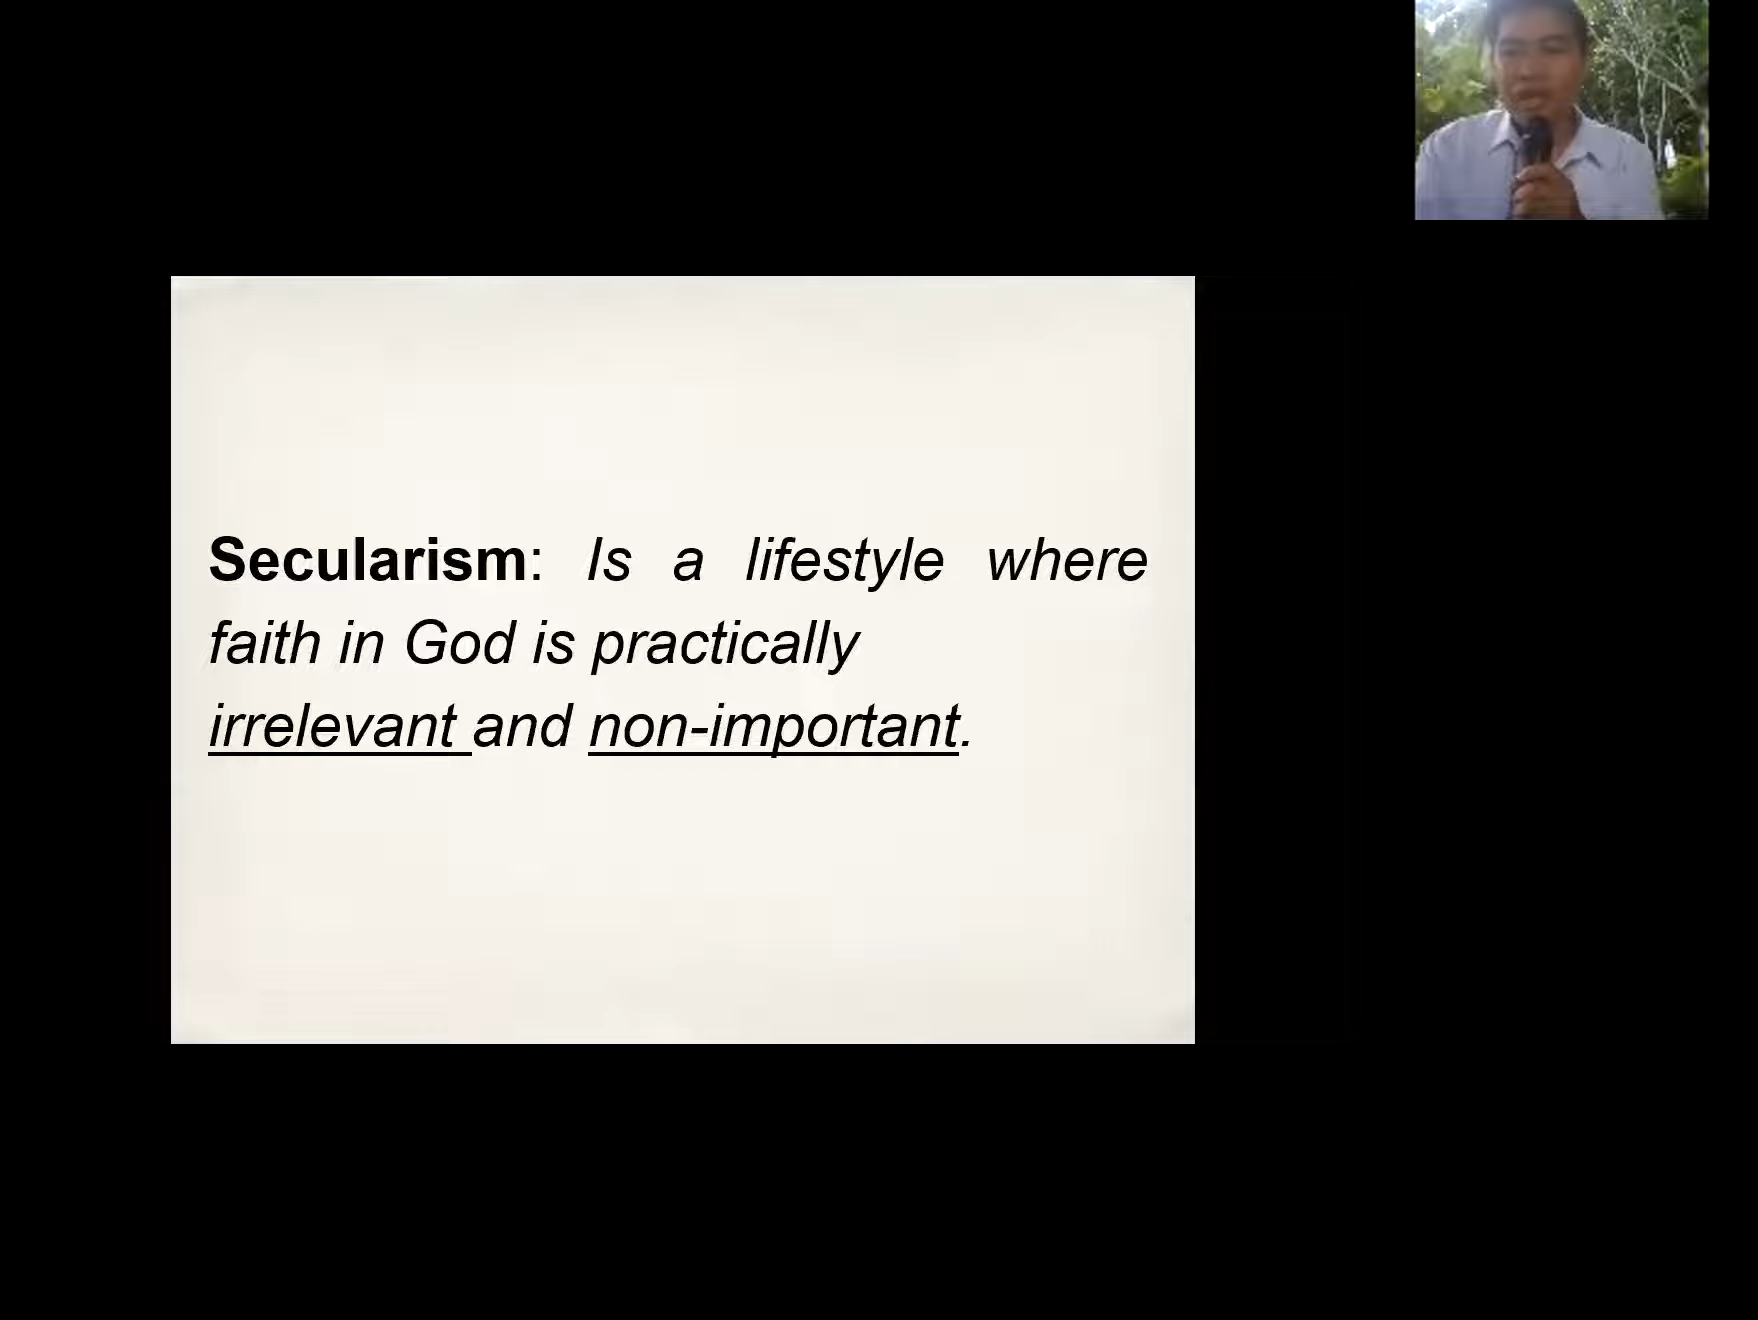 Secularism: Is a lifestyle where
faith in God is practically
irrelevant and non-important.